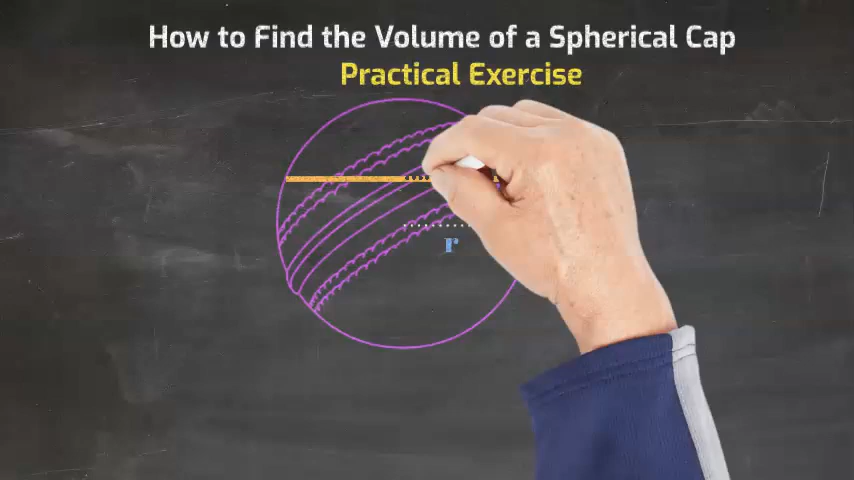 How to Find the Volume of a Spherical Cap
Practical Exercise
r